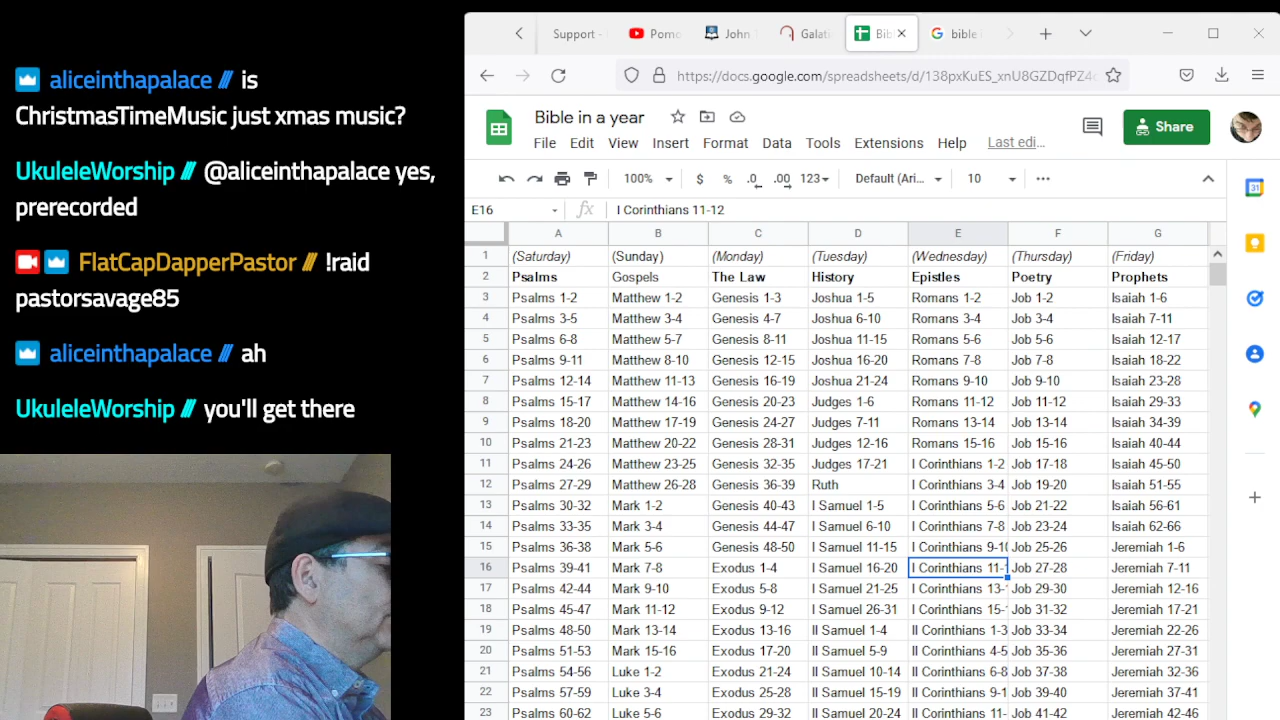 aliceinthapalace /// is
ChristmasTimeMusic just xmas music?
UkuleleWorship /// @aliceinthapalace yes,
prerecorded
FlatCapDapperPastor /// !raid
pastorsavage85
aliceinthapalace /// ah
UkuleleWorship /// you'll get there
Support - Pomo John Galati Bib bible
https://docs.google.com/spreadsheets/d/138pxKuES_xnU8GZDqfPZ4
Bible in a year
Share
File Edit View Insert Format Data Tools Extensions Help Last edi...
100% $ % .0 .00 123 Default (Ari... 10
E16 fx I Corinthians 11-12
A B C D E F G
1 (Saturday) (Sunday) (Monday) (Tuesday) (Wednesday) (Thursday) (Friday)
2 Psalms Gospels The Law History Epistles Poetry Prophets
3 Psalms 1-2 Matthew 1-2 Genesis 1-3 Joshua 1-5 Romans 1-2 Job 1-2 Isaiah 1-6
4 Psalms 3-5 Matthew 3-4 Genesis 4-7 Joshua 6-10 Romans 3-4 Job 3-4 Isaiah 7-11
5 Psalms 6-8 Matthew 5-7 Genesis 8-11 Joshua 11-15 Romans 5-6 Job 5-6 Isaiah 12-17
6 Psalms 9-11 Matthew 8-10 Genesis 12-15 Joshua 16-20 Romans 7-8 Job 7-8 Isaiah 18-22
7 Psalms 12-14 Matthew 11-13 Genesis 16-19 Joshua 21-24 Romans 9-10 Job 9-10 Isaiah 23-28
8 Psalms 15-17 Matthew 14-16 Genesis 20-23 Judges 1-6 Romans 11-12 Job 11-12 Isaiah 29-33
9 Psalms 18-20 Matthew 17-19 Genesis 24-27 Judges 7-11 Romans 13-14 Job 13-14 Isaiah 34-39
10 Psalms 21-23 Matthew 20-22 Genesis 28-31 Judges 12-16 Romans 15-16 Job 15-16 Isaiah 40-44
11 Psalms 24-26 Matthew 23-25 Genesis 32-35 Judges 17-21 I Corinthians 1-2 Job 17-18 Isaiah 45-50
12 Psalms 27-29 Matthew 26-28 Genesis 36-39 Ruth I Corinthians 3-4 Job 19-20 Isaiah 51-55
13 Psalms 30-32 Mark 1-2 Genesis 40-43 I Samuel 1-5 I Corinthians 5-6 Job 21-22 Isaiah 56-61
14 Psalms 33-35 Mark 3-4 Genesis 44-47 I Samuel 6-10 I Corinthians 7-8 Job 23-24 Isaiah 62-66
15 Psalms 36-38 Mark 5-6 Genesis 48-50 I Samuel 11-15 I Corinthians 9-10 Job 25-26 Jeremiah 1-6
16 Psalms 39-41 Mark 7-8 Exodus 1-4 I Samuel 16-20 I Corinthians 11- Job 27-28 Jeremiah 7-11
17 Psalms 42-44 Mark 9-10 Exodus 5-8 I Samuel 21-25 I Corinthians 13- Job 29-30 Jeremiah 12-16
18 Psalms 45-47 Mark 11-12 Exodus 9-12 I Samuel 26-31 I Corinthians 15- Job 31-32 Jeremiah 17-21
19 Psalms 48-50 Mark 13-14 Exodus 13-16 II Samuel 1-4 II Corinthians 1-3 Job 33-34 Jeremiah 22-26
20 Psalms 51-53 Mark 15-16 Exodus 17-20 II Samuel 5-9 II Corinthians 4-5 Job 35-36 Jeremiah 27-31
21 Psalms 54-56 Luke 1-2 Exodus 21-24 II Samuel 10-14 II Corinthians 6-8 Job 37-38 Jeremiah 32-36
22 Psalms 57-59 Luke 3-4 Exodus 25-28 II Samuel 15-19 II Corinthians 9-1 Job 39-40 Jeremiah 37-41
23 Psalms 60-62 Luke 5-6 Exodus 29-32 II Samuel 20-24 II Corinthians 11- Job 41-42 Jeremiah 42-46